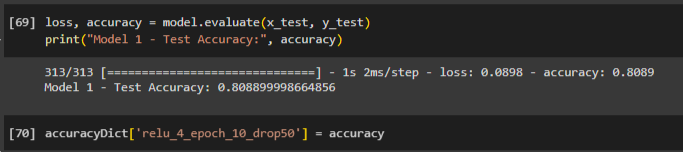 [69] loss, accuracy = model.evaluate(x_test, y_test)
print("Model 1 - Test Accuracy:", accuracy)
313/313 [==============================] - 1s 2ms/step - loss: 0.0898 - accuracy: 0.8089
Model 1 - Test Accuracy: 0.808899998664856
[70] accuracyDict['relu_4_epoch_10_drop50'] = accuracy